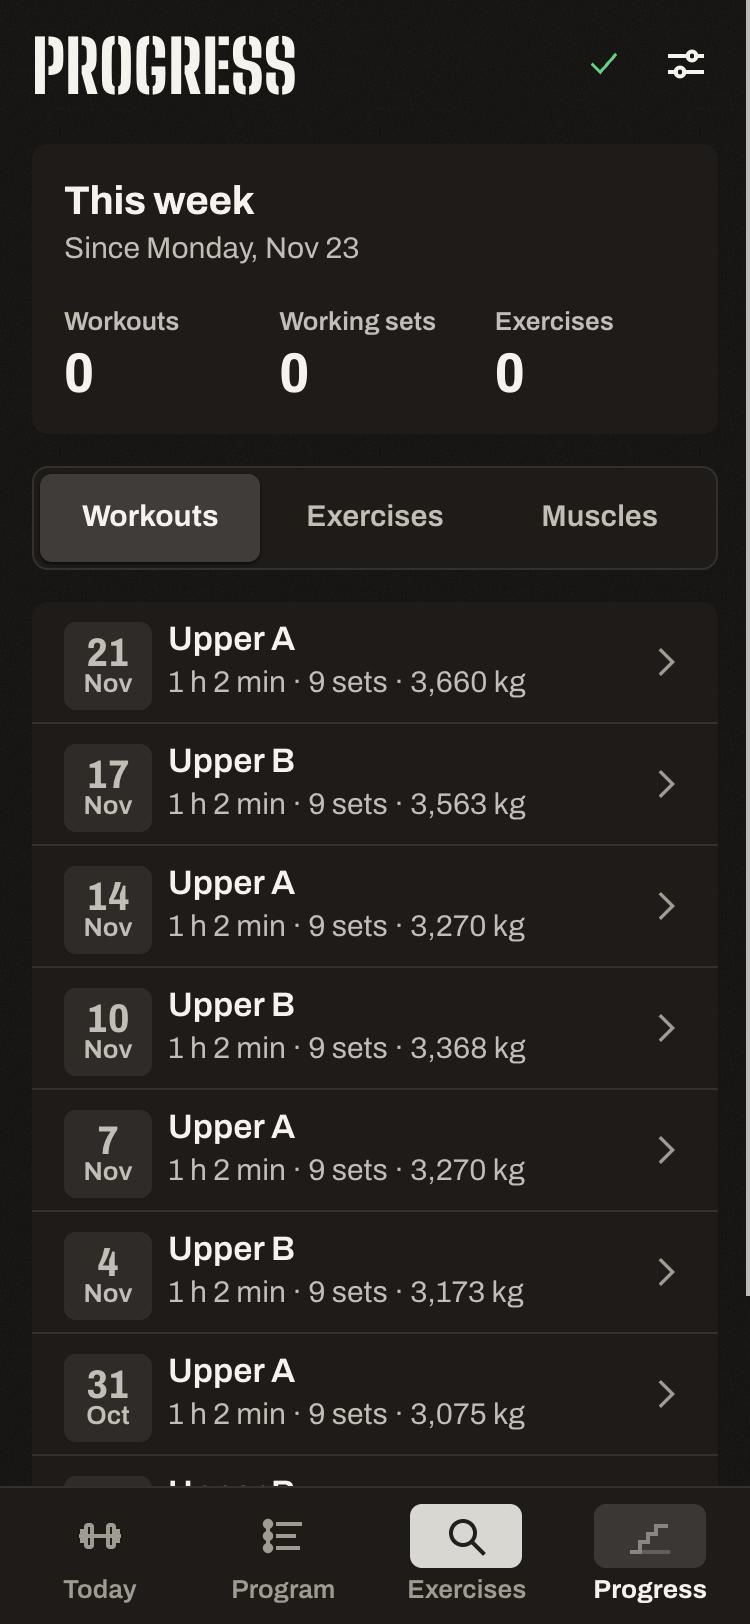 PROGRESS
This week
Since Monday, Nov 23
Workouts Working sets Exercises
0 0 0
Workouts Exercises Muscles
21 Nov
Upper A
1 h 2 min · 9 sets · 3,660 kg
17 Nov
Upper B
1 h 2 min · 9 sets · 3,563 kg
14 Nov
Upper A
1 h 2 min · 9 sets · 3,270 kg
10 Nov
Upper B
1 h 2 min · 9 sets · 3,368 kg
7 Nov
Upper A
1 h 2 min · 9 sets · 3,270 kg
4 Nov
Upper B
1 h 2 min · 9 sets · 3,173 kg
31 Oct
Upper A
1 h 2 min · 9 sets · 3,075 kg
Today Program Exercises Progress